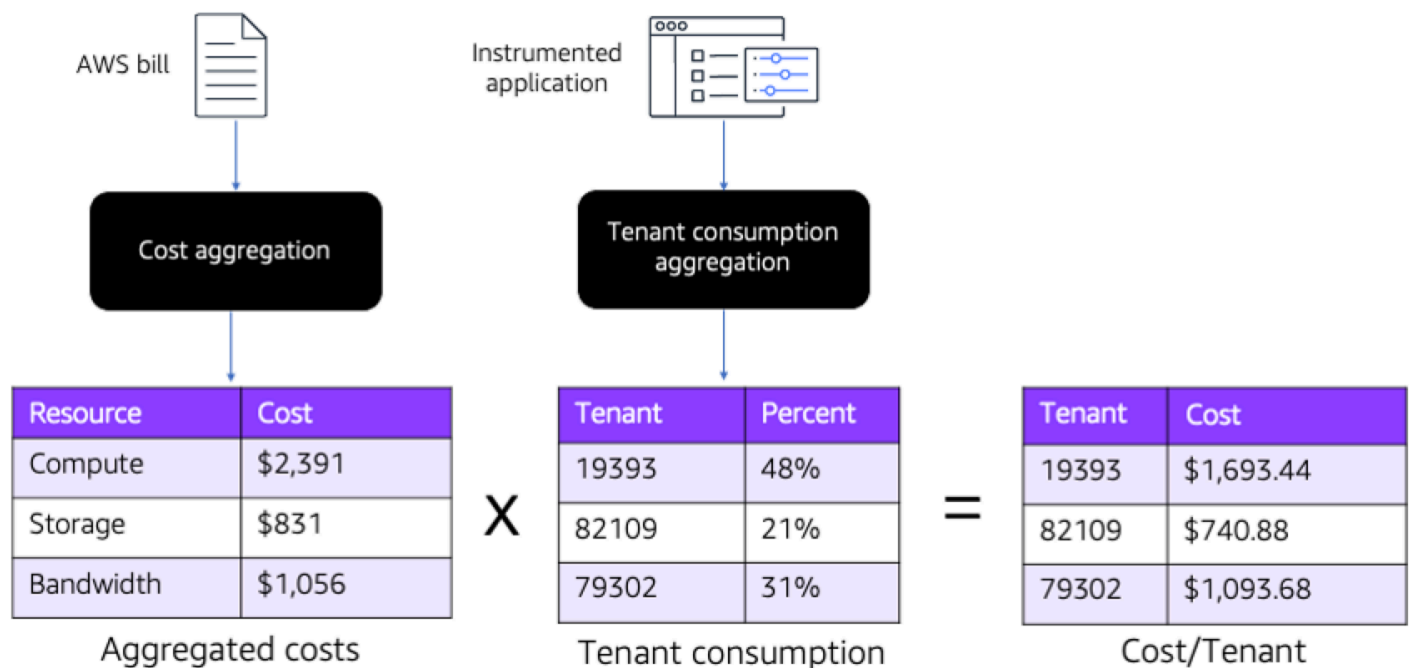 AWS bill
Instrumented
application
Cost aggregation
Tenant consumption
aggregation
Resource Cost
Compute $2,391
Storage $831
Bandwidth $1,056
Aggregated costs
X
Tenant Percent
19393 48%
82109 21%
79302 31%
Tenant consumption
=
Tenant Cost
19393 $1,693.44
82109 $740.88
79302 $1,093.68
Cost/Tenant